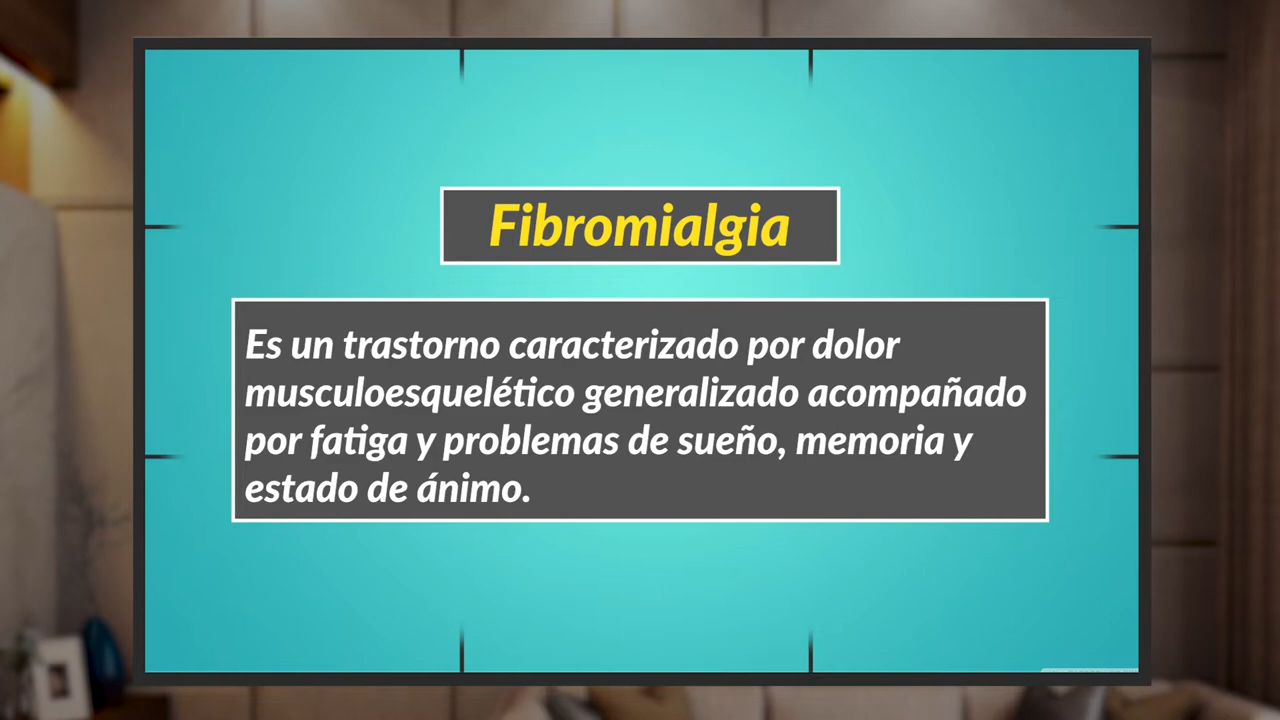 Fibromialgia
Es un trastorno caracterizado por dolor
musculoesquelético generalizado acompañado
por fatiga y problemas de sueño, memoria y
estado de ánimo.